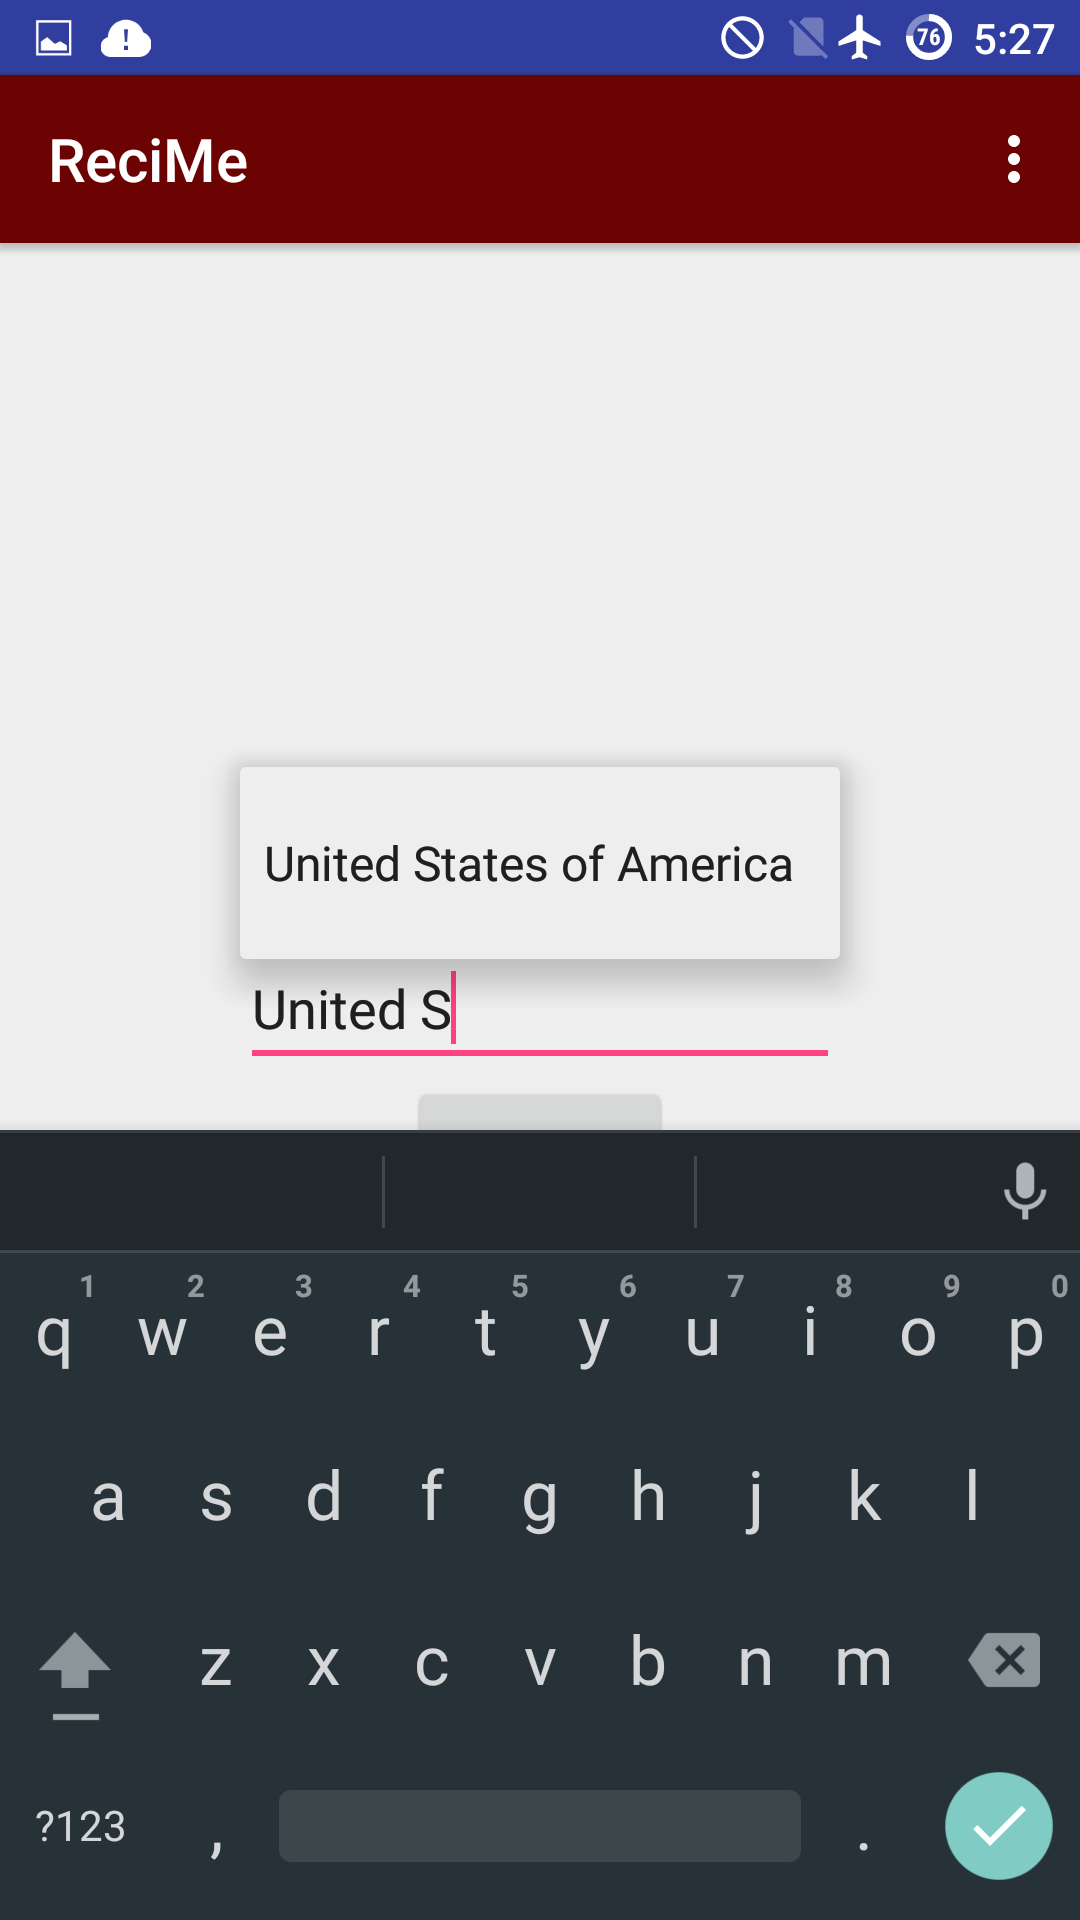 ! 76 5:27
ReciMe
United States of America
United S
1 2 3 4 5 6 7 8 9 0
q w e r t y u i o p
a s d f g h j k l
z x c v b n m
?123 , .